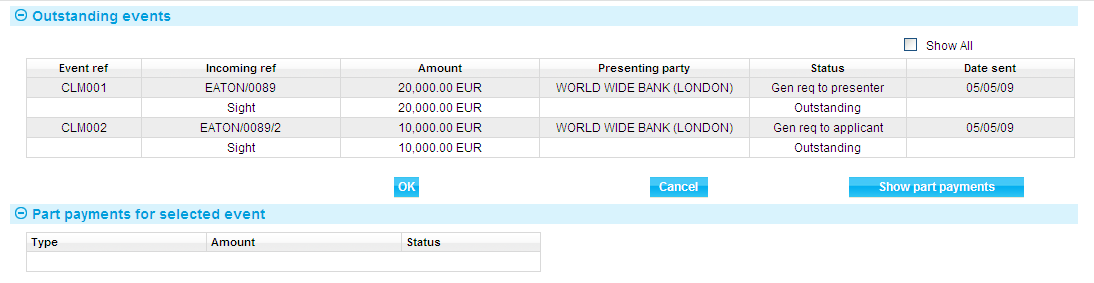 Outstanding events
Show All
Event ref Incoming ref Amount Presenting party Status Date sent
CLM001 EATON/0089 20,000.00 EUR WORLD WIDE BANK (LONDON) Gen req to presenter 05/05/09
Sight 20,000.00 EUR Outstanding
CLM002 EATON/0089/2 10,000.00 EUR WORLD WIDE BANK (LONDON) Gen req to applicant 05/05/09
Sight 10,000.00 EUR Outstanding
OK Cancel Show part payments
Part payments for selected event
Type Amount Status